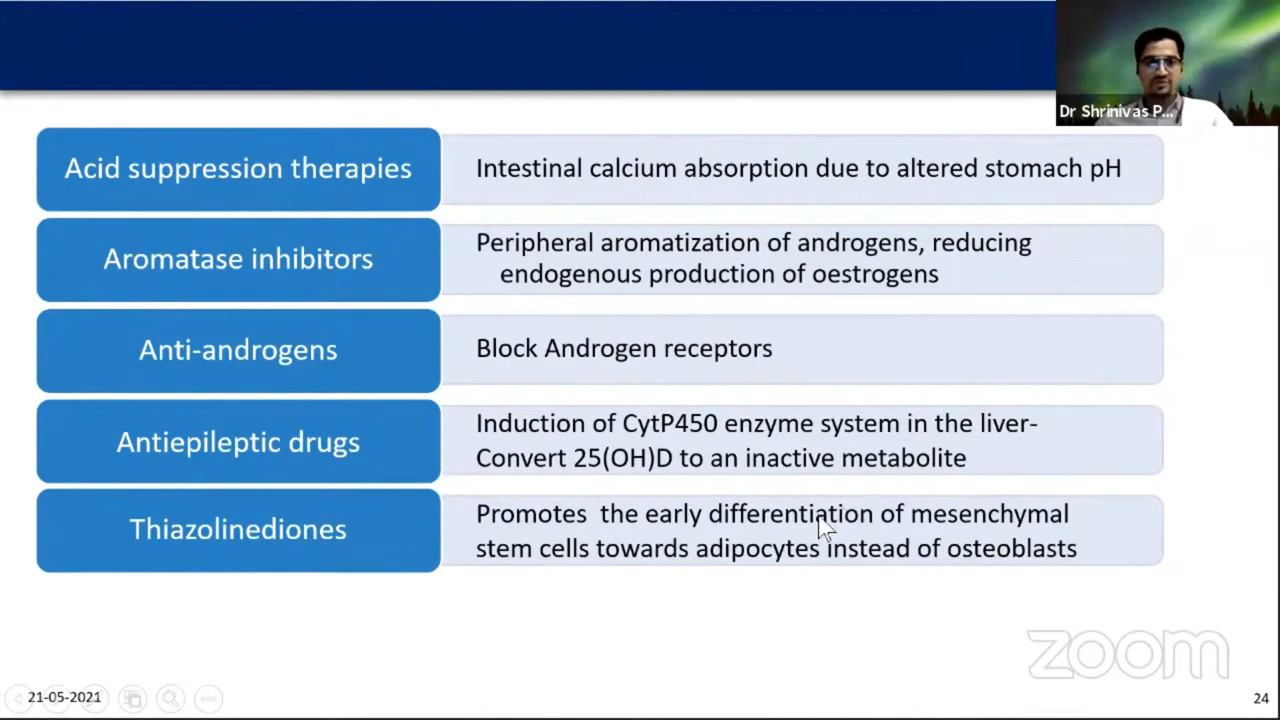 Dr Shrinivas P...
Acid suppression therapies
Intestinal calcium absorption due to altered stomach pH
Aromatase inhibitors
Peripheral aromatization of androgens, reducing
endogenous production of oestrogens
Anti-androgens
Block Androgen receptors
Antiepileptic drugs
Induction of CytP450 enzyme system in the liver-
Convert 25(OH)D to an inactive metabolite
Thiazolinediones
Promotes  the early differentiation of mesenchymal
stem cells towards adipocytes instead of osteoblasts
zoom
21-05-2021
24